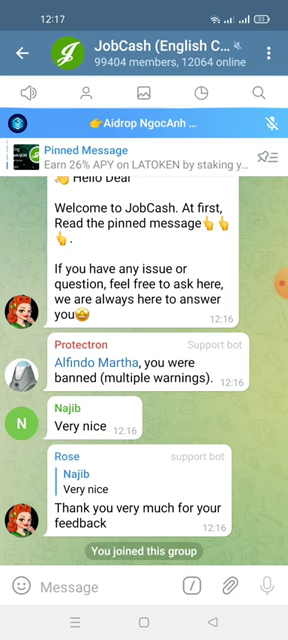 12:17
53
JobCash (English C...
99404 members, 12064 online
👉Aidrop NgocAnh ...
Pinned Message
Earn 26% APY on LATOKEN by staking y...
👋 Hello Dear
Welcome to JobCash. At first,
Read the pinned message👆👆
👆.
If you have any issue or
question, feel free to ask here,
we are always here to answer
you🤩
12:16
Protectron
Support bot
Alfindo Martha, you were
banned (multiple warnings).
12:16
N
Najib
Very nice
12:16
Rose
support bot
Najib
Very nice
Thank you very much for your
feedback
12:16
You joined this group
Message